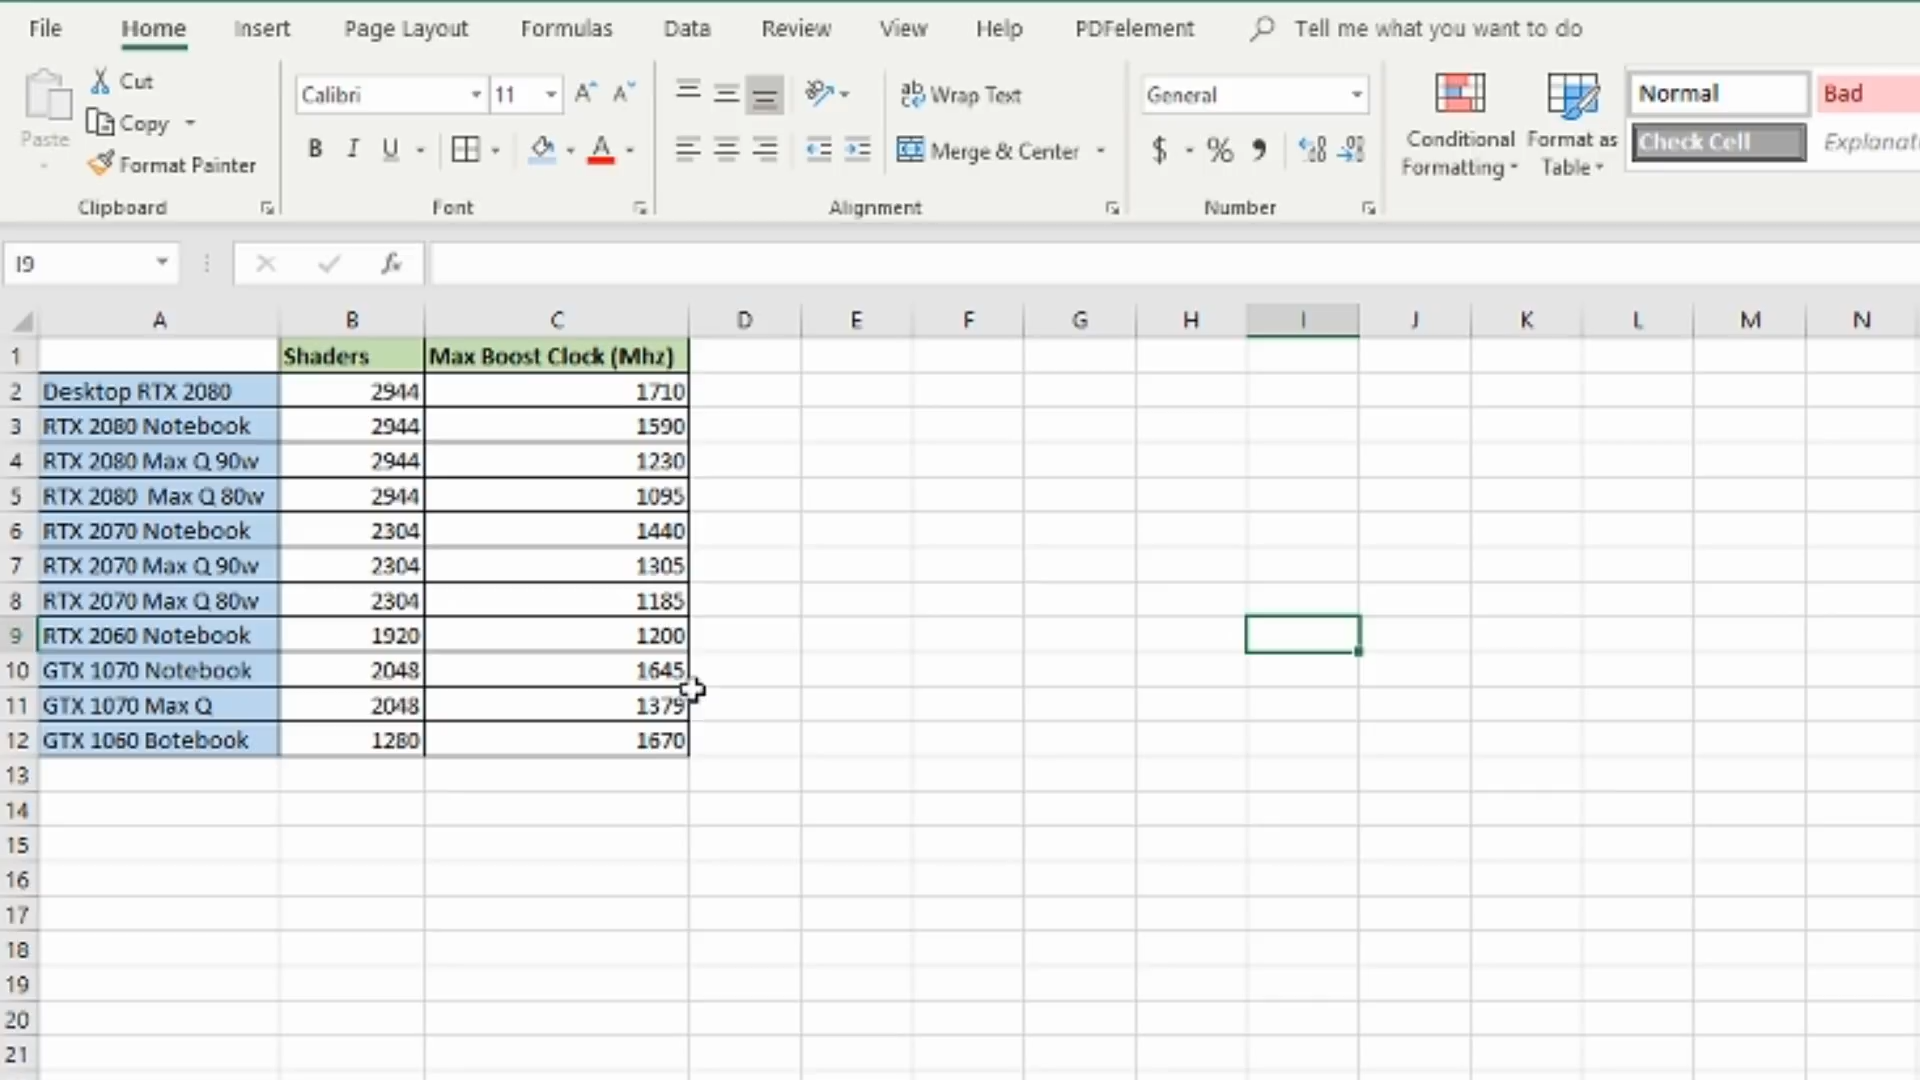 File Home Insert Page Layout Formulas Data Review View Help PDFelement Tell me what you want to do
Paste
Cut
Copy
Format Painter
Clipboard
Calibri 11 A A
B I U A
Font
ab Wrap Text
Merge & Center
Alignment
General
$ % 9
Number
Conditional Formatting
Format as Table
Normal Bad
Check Cell Explanat
I9 fx
A B C D E F G H I J K L M N
1 Shaders Max Boost Clock (Mhz)
2 Desktop RTX 2080 2944 1710
3 RTX 2080 Notebook 2944 1590
4 RTX 2080 Max Q 90w 2944 1230
5 RTX 2080 Max Q 80w 2944 1095
6 RTX 2070 Notebook 2304 1440
7 RTX 2070 Max Q 90w 2304 1305
8 RTX 2070 Max Q 80w 2304 1185
9 RTX 2060 Notebook 1920 1200
10 GTX 1070 Notebook 2048 1645
11 GTX 1070 Max Q 2048 1379
12 GTX 1060 Botebook 1280 1670
13
14
15
16
17
18
19
20
21